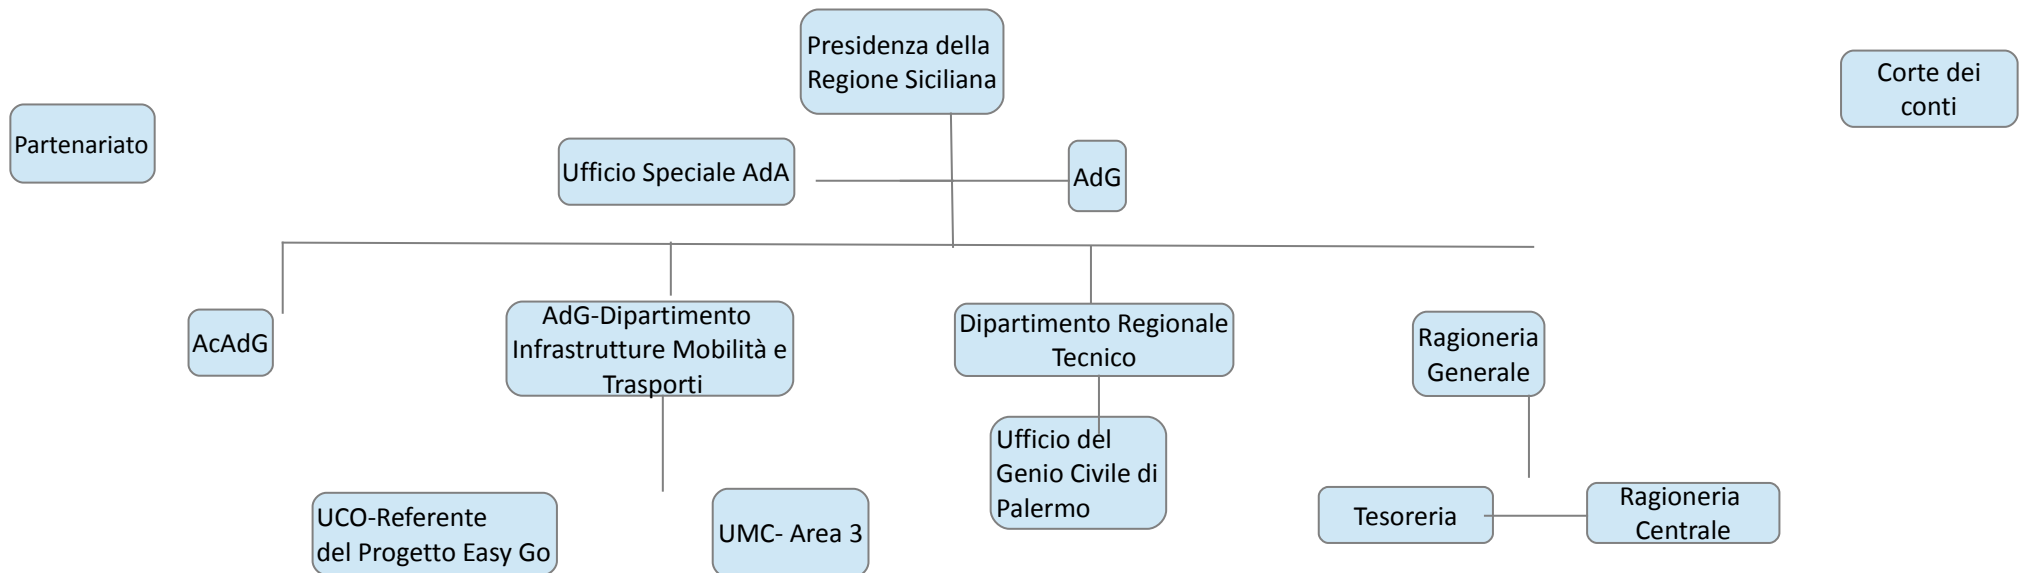 Presidenza della
Regione Siciliana
Corte dei
conti
Partenariato
Ufficio Speciale AdA
AdG
AcAdG
AdG-Dipartimento
Infrastrutture Mobilità e
Trasporti
Dipartimento Regionale
Tecnico
Ragioneria
Generale
Ufficio del
Genio Civile di
Palermo
UCO-Referente
del Progetto Easy Go
UMC- Area 3
Tesoreria
Ragioneria
Centrale